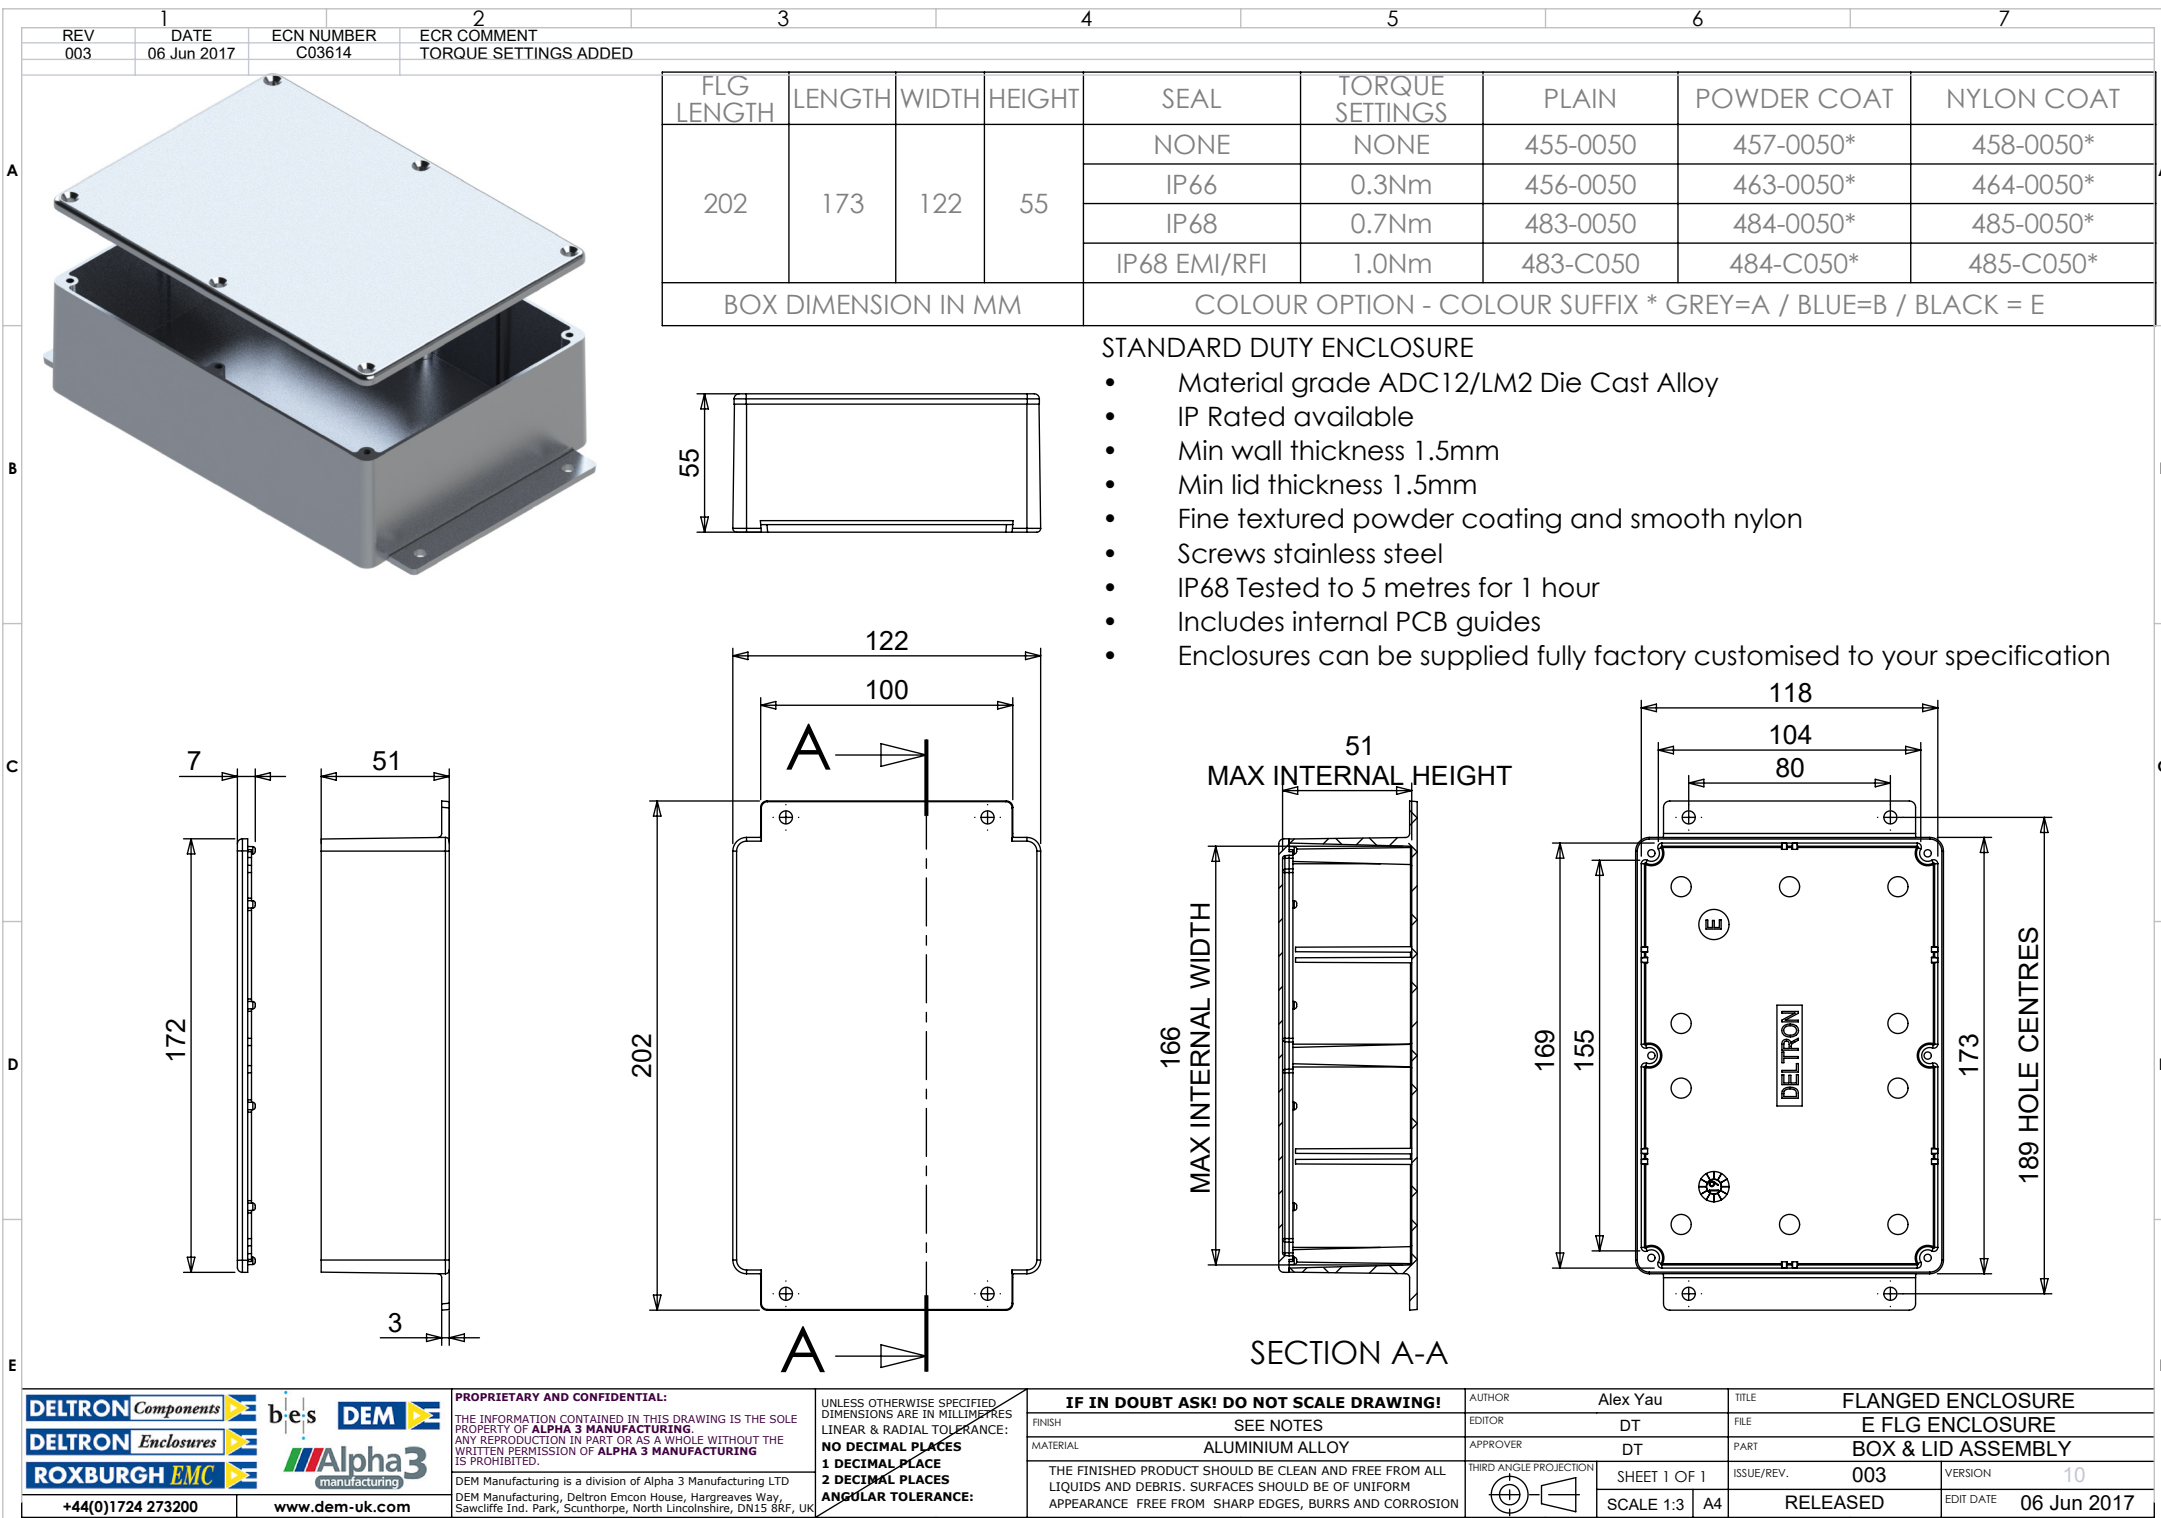 1 2 3 4 5 6 7
REV DATE ECN NUMBER ECR COMMENT
003 06 Jun 2017 C03614 TORQUE SETTINGS ADDED
FLG LENGTH LENGTH WIDTH HEIGHT SEAL TORQUE SETTINGS PLAIN POWDER COAT NYLON COAT
202 173 122 55
NONE NONE 455-0050 457-0050* 458-0050*
IP66 0.3Nm 456-0050 463-0050* 464-0050*
IP68 0.7Nm 483-0050 484-0050* 485-0050*
IP68 EMI/RFI 1.0Nm 483-C050 484-C050* 485-C050*
BOX DIMENSION IN MM COLOUR OPTION - COLOUR SUFFIX * GREY=A / BLUE=B / BLACK = E
A
B
C
D
E
STANDARD DUTY ENCLOSURE
• Material grade ADC12/LM2 Die Cast Alloy
• IP Rated available
• Min wall thickness 1.5mm
• Min lid thickness 1.5mm
• Fine textured powder coating and smooth nylon
• Screws stainless steel
• IP68 Tested to 5 metres for 1 hour
• Includes internal PCB guides
• Enclosures can be supplied fully factory customised to your specification
55
122
100
A
7
51
172
3
202
A
51
MAX INTERNAL HEIGHT
166
MAX INTERNAL WIDTH
SECTION A-A
118
104
80
169
155
E
DELTRON
19
173
189 HOLE CENTRES
DELTRON Components
DELTRON Enclosures
ROXBURGH EMC
b·e·s DEM
Alpha3
manufacturing
+44(0)1724 273200 www.dem-uk.com
PROPRIETARY AND CONFIDENTIAL:
THE INFORMATION CONTAINED IN THIS DRAWING IS THE SOLE
PROPERTY OF ALPHA 3 MANUFACTURING.
ANY REPRODUCTION IN PART OR AS A WHOLE WITHOUT THE
WRITTEN PERMISSION OF ALPHA 3 MANUFACTURING
IS PROHIBITED.
DEM Manufacturing is a division of Alpha 3 Manufacturing LTD
DEM Manufacturing, Deltron Emcon House, Hargreaves Way,
Sawcliffe Ind. Park, Scunthorpe, North Lincolnshire, DN15 8RF, UK
UNLESS OTHERWISE SPECIFIED
DIMENSIONS ARE IN MILLIMETRES
LINEAR & RADIAL TOLERANCE:
NO DECIMAL PLACES
1 DECIMAL PLACE
2 DECIMAL PLACES
ANGULAR TOLERANCE:
IF IN DOUBT ASK! DO NOT SCALE DRAWING!
FINISH SEE NOTES
MATERIAL ALUMINIUM ALLOY
THE FINISHED PRODUCT SHOULD BE CLEAN AND FREE FROM ALL
LIQUIDS AND DEBRIS. SURFACES SHOULD BE OF UNIFORM
APPEARANCE FREE FROM SHARP EDGES, BURRS AND CORROSION
AUTHOR Alex Yau
EDITOR DT
APPROVER DT
THIRD ANGLE PROJECTION
SHEET 1 OF 1
SCALE 1:3 A4
TITLE FLANGED ENCLOSURE
FILE E FLG ENCLOSURE
PART BOX & LID ASSEMBLY
ISSUE/REV. 003 VERSION 10
RELEASED EDIT DATE 06 Jun 2017